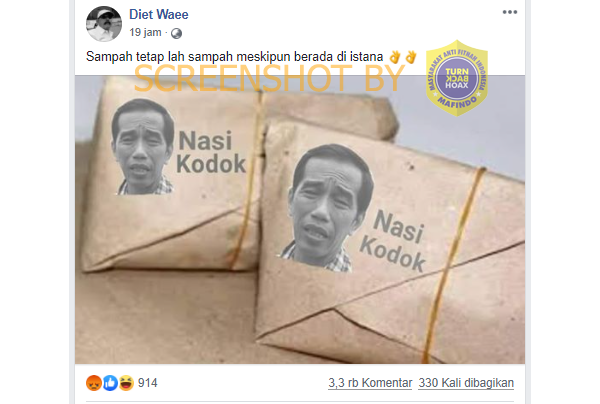 Diet Waee
19 jam ·
Sampah tetap lah sampah meskipun berada di istana 👌👌
SCREENSHOT BY
MASYARAKAT ANTI FITNAH INDONESIA
TURN
BACK
HOAX
MAFINDO
Nasi
Kodok
Nasi
Kodok
914
3,3 rb Komentar 330 Kali dibagikan